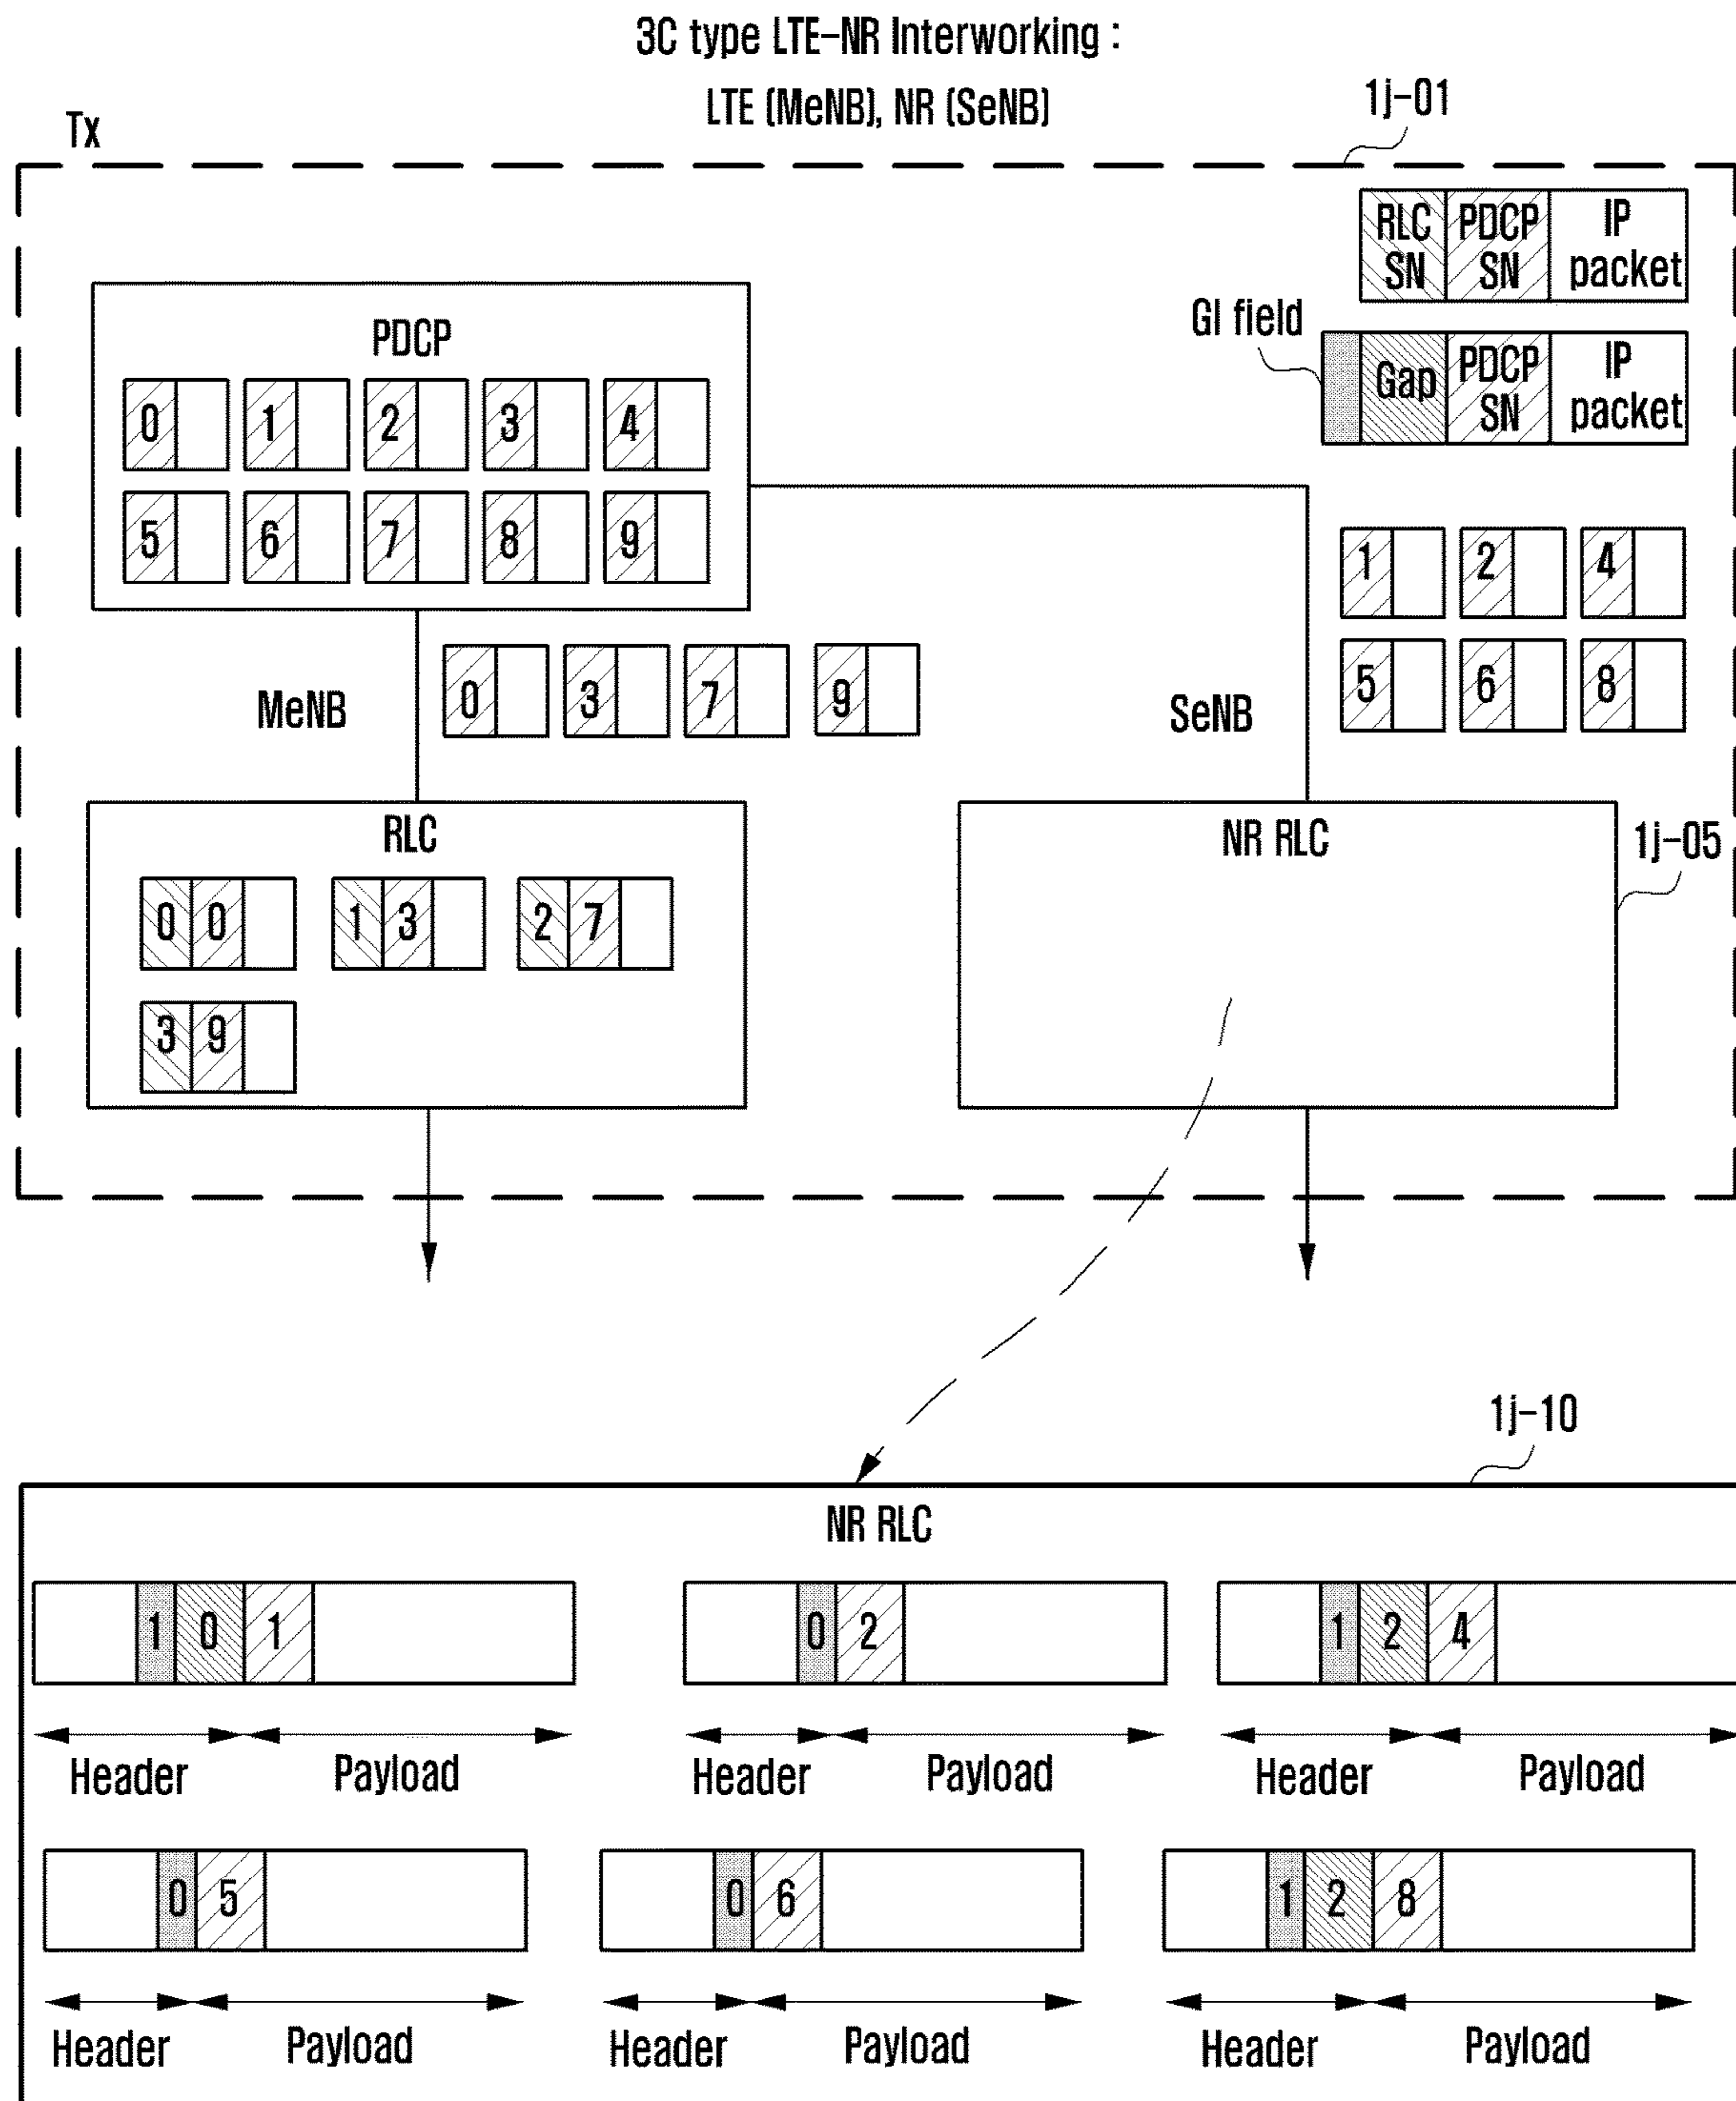 3C type LTE-NR Interworking :
LTE (MeNB), NR (SeNB)
1j-01
Tx
RLC SN PDCP SN IP packet
GI field
Gap PDCP SN IP packet
PDCP
0 1 2 3 4
5 6 7 8 9
1 2 4
5 6 8
MeNB
0 3 7 9
SeNB
RLC
0 0 1 3 2 7
3 9
NR RLC
1j-05
1j-10
NR RLC
1 0 1 0 2 1 2 4
Header Payload Header Payload Header Payload
0 5 0 6 1 2 8
Header Payload Header Payload Header Payload